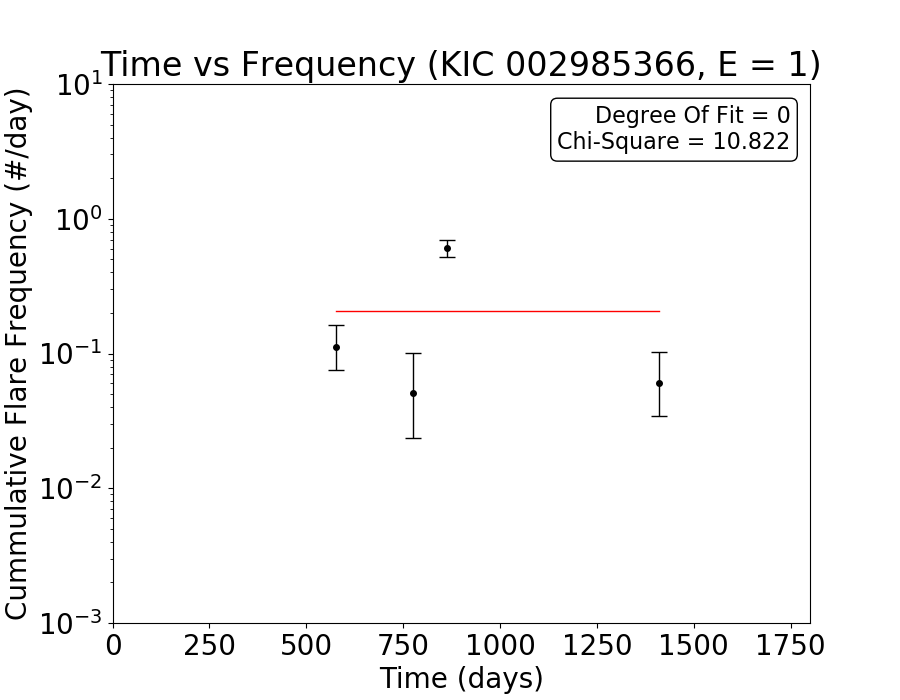 Time vs Frequency (KIC 002985366, E = 1)
Degree Of Fit = 0
Chi-Square = 10.822
Cummulative Flare Frequency (#/day)
10¹
10⁰
10⁻¹
10⁻²
10⁻³
0 250 500 750 1000 1250 1500 1750
Time (days)